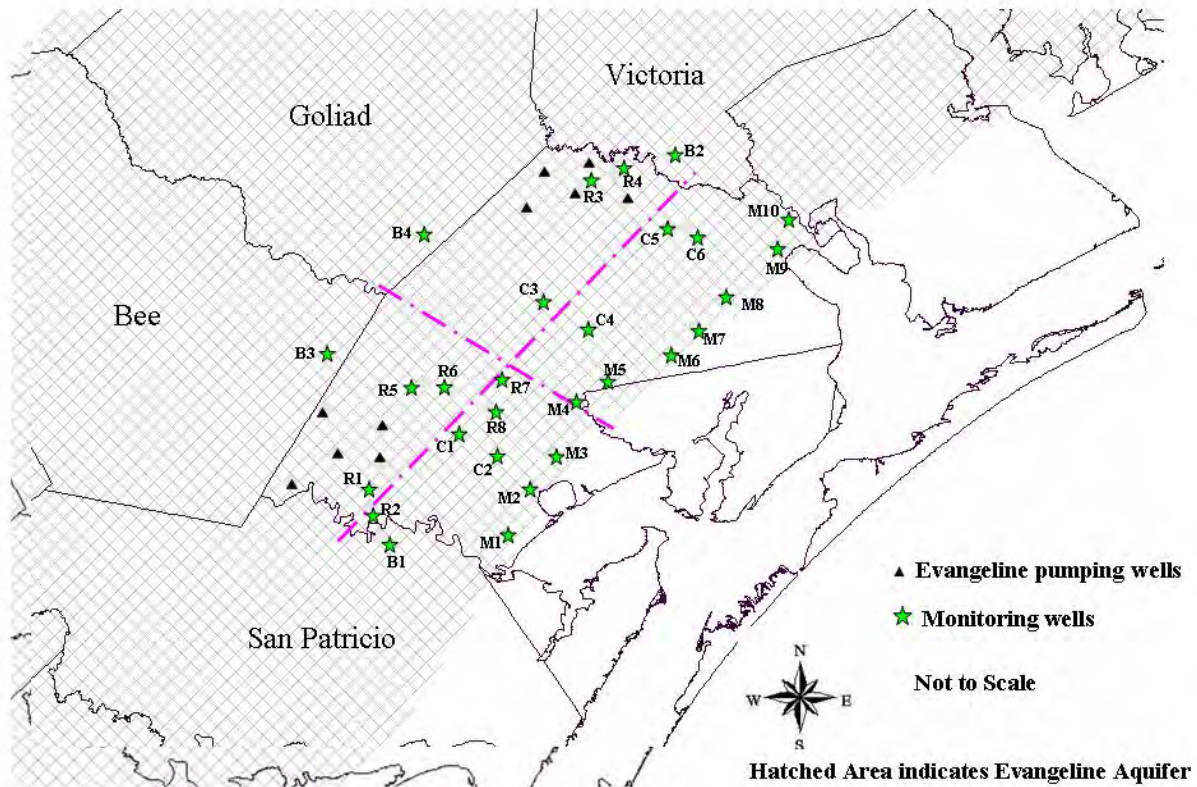 Victoria
Goliad
B2
R4
R3
M10
B4
C5
C6
M9
C3
M8
Bee
C4
M7
B3
M6
R6
M5
R5
R7
M4
R8
C1
C2
M3
R1
M2
R2
M1
B1
Evangeline pumping wells
San Patricio
Monitoring wells
N
Not to Scale
W
E
S
Hatched Area indicates Evangeline Aquifer